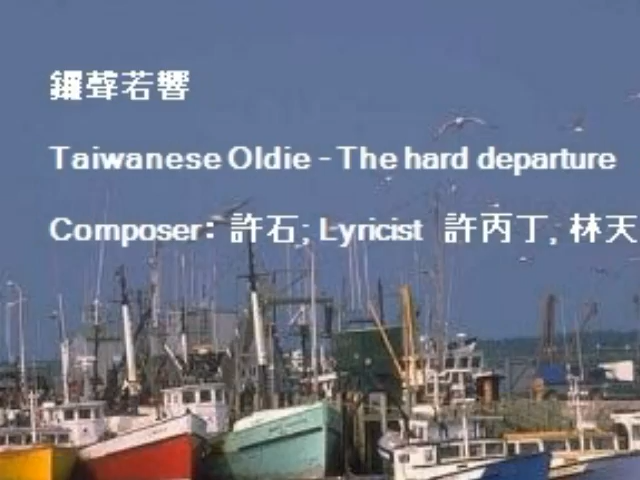 鑼聲若響
Taiwanese Oldie - The hard departure
Composer: 許石; Lyricist 許丙丁, 林天